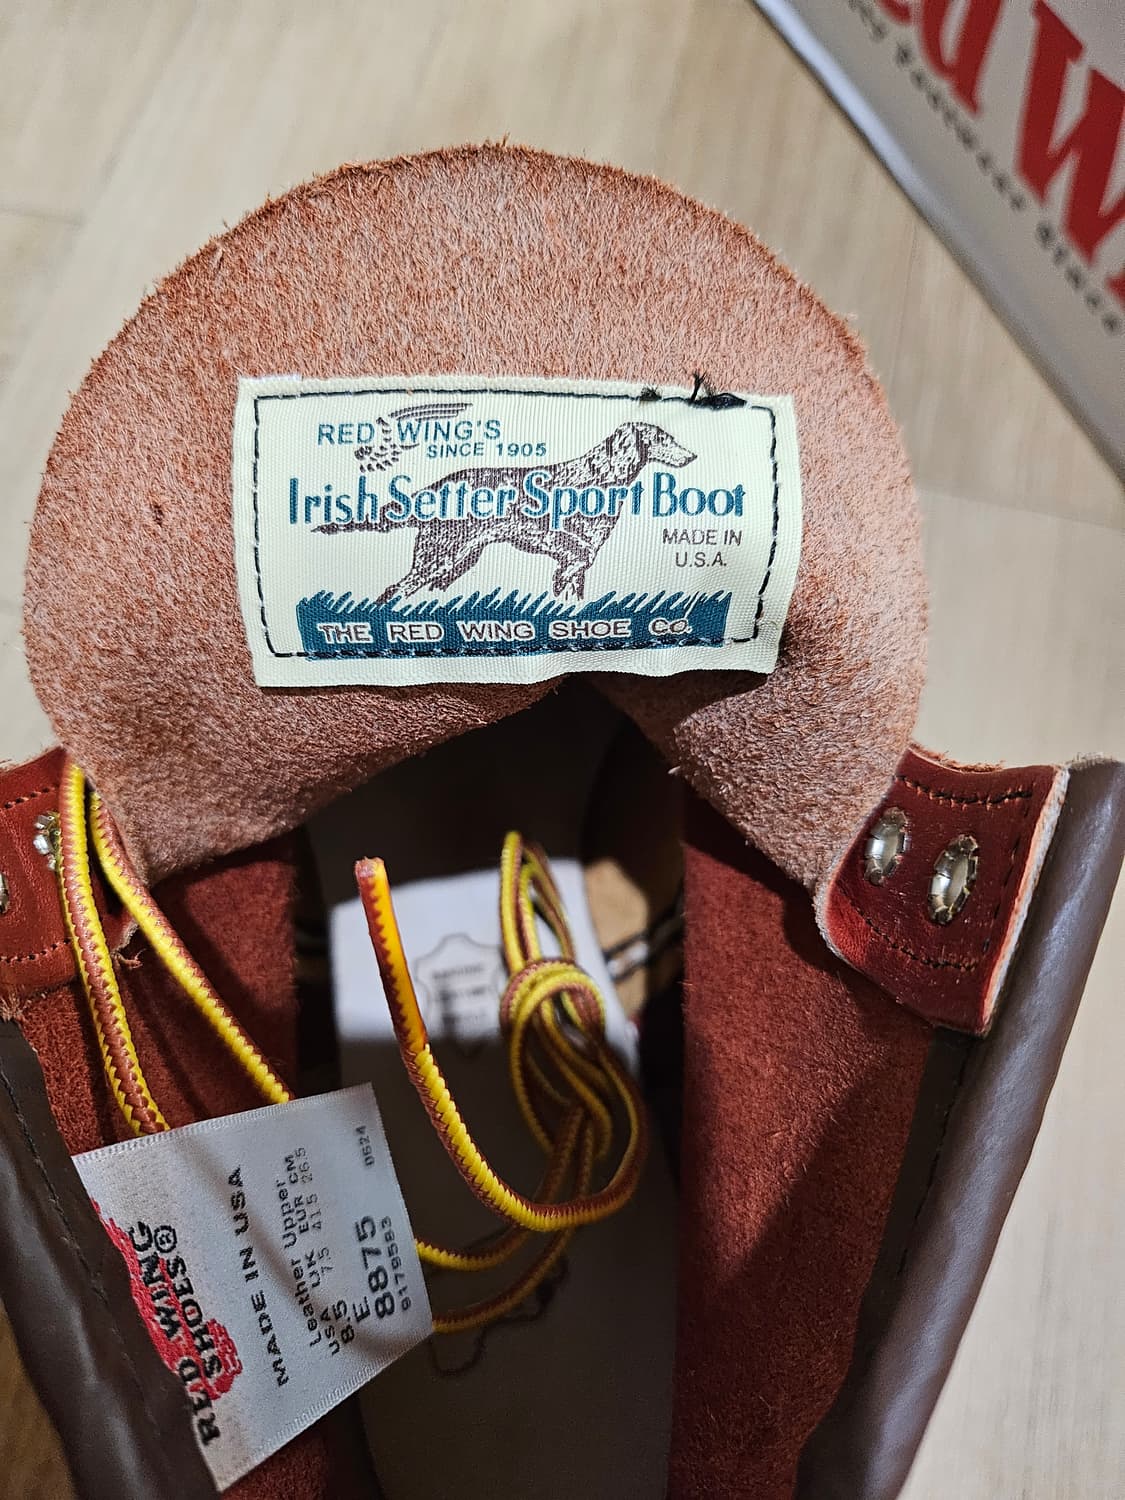 RED WING'S
SINCE 1905
Irish Setter Sport Boot
MADE IN
U.S.A.
THE RED WING SHOE CO.
RED WING
SHOES®
MADE IN USA
Leather Upper
USA UK EUR CM
8.5 7.5 41.5 26.5
E
8875
0624